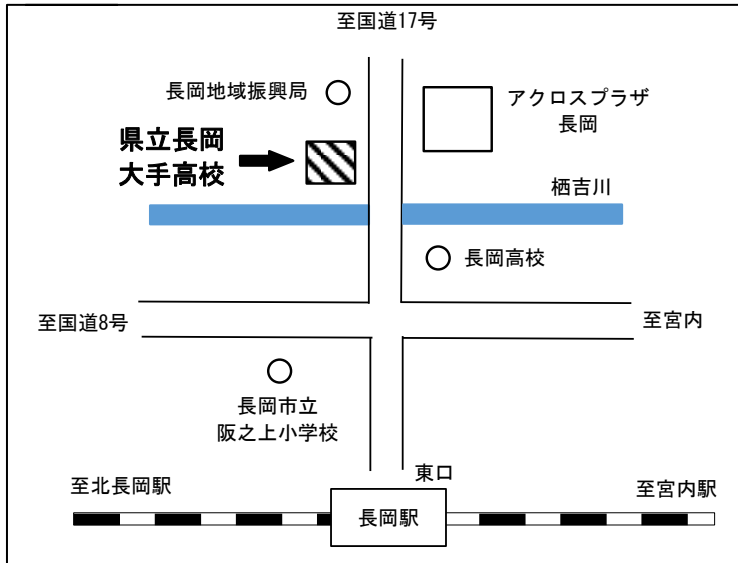 至国道17号
長岡地域振興局
アクロスプラザ
長岡
県立長岡
大手高校
栖吉川
長岡高校
至国道8号
至宮内
長岡市立
阪之上小学校
東口
至北長岡駅
至宮内駅
長岡駅